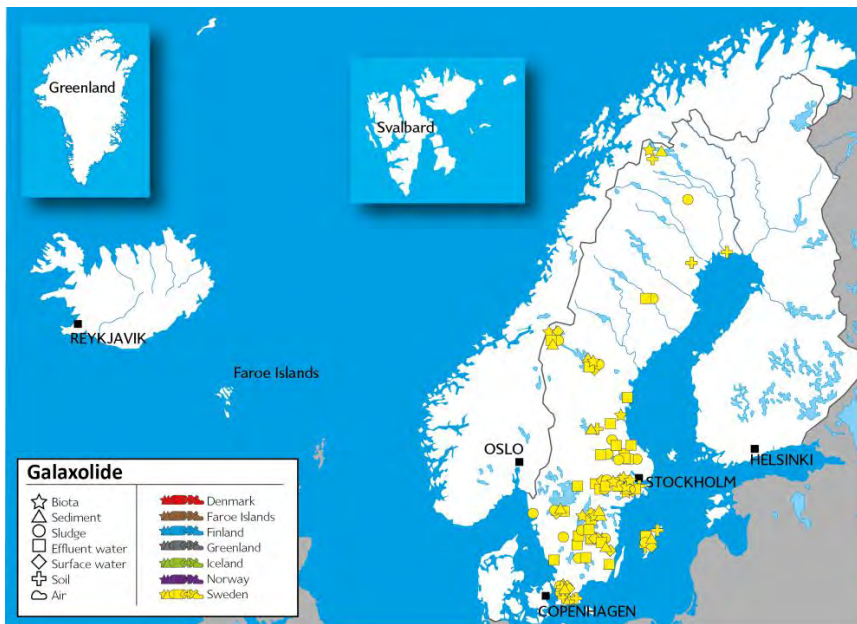 Greenland
Svalbard
REYKJAVIK
Faroe Islands
OSLO
HELSINKI
STOCKHOLM
COPENHAGEN
Galaxolide
Biota
Sediment
Sludge
Effluent water
Surface water
Soil
Air
Denmark
Faroe Islands
Finland
Greenland
Iceland
Norway
Sweden